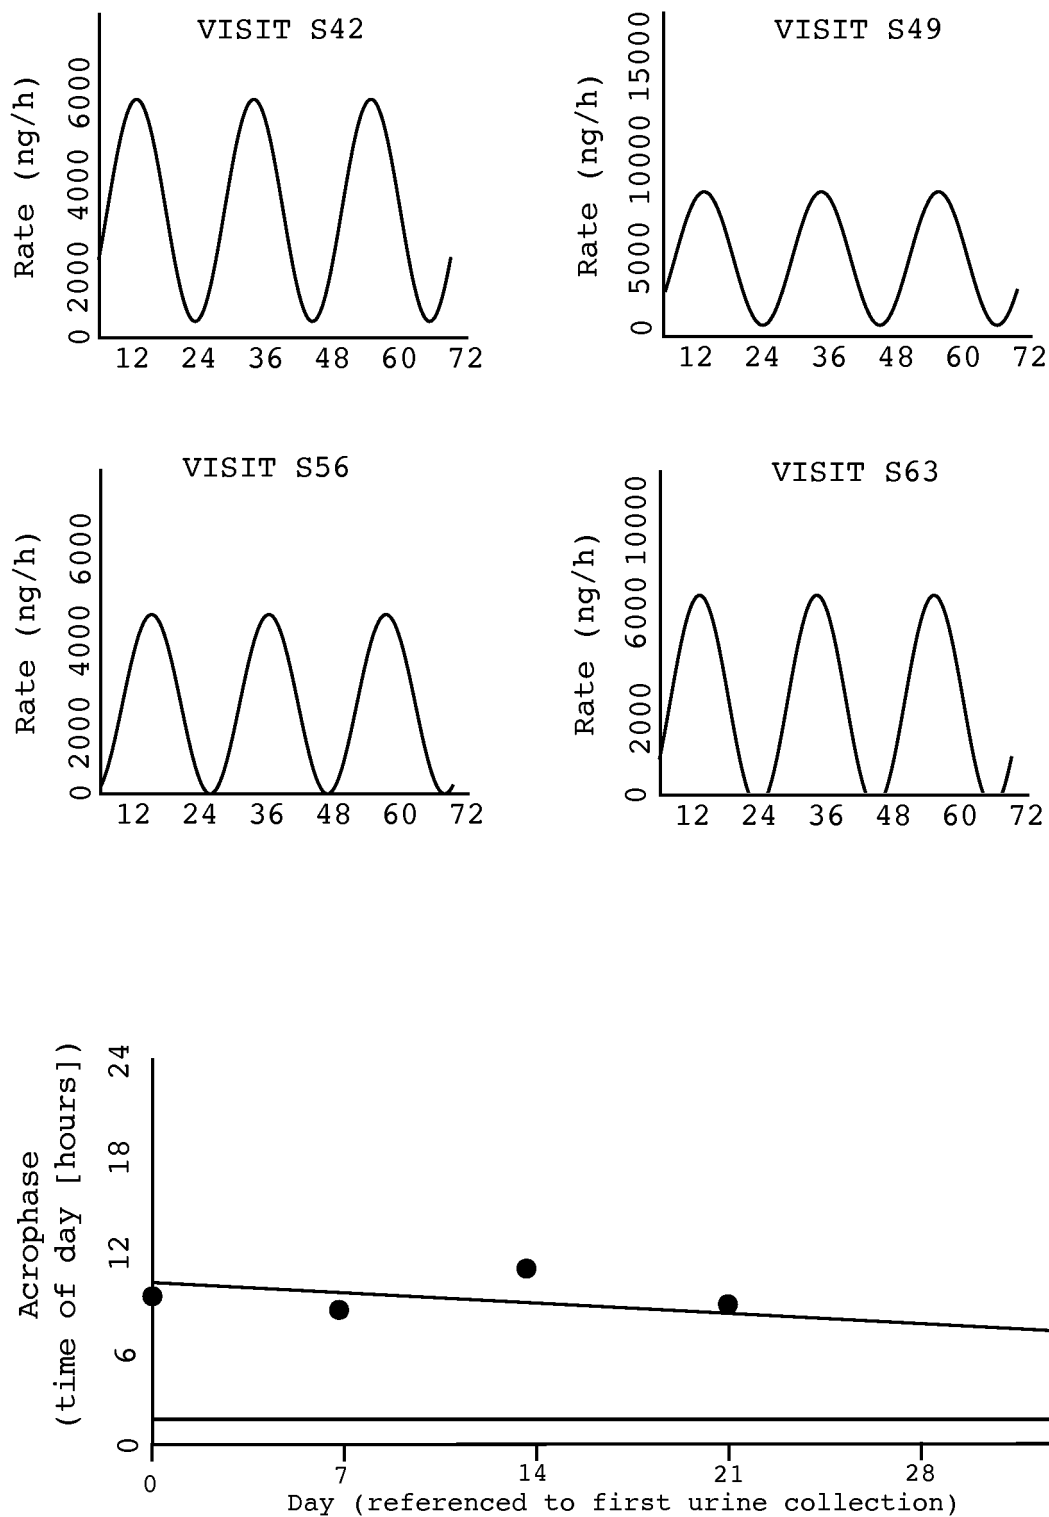 VISIT S42
Rate (ng/h)
6000
4000
2000
0
12 24 36 48 60 72
VISIT S49
Rate (ng/h)
15000
10000
5000
0
12 24 36 48 60 72
VISIT S56
Rate (ng/h)
6000
4000
2000
0
12 24 36 48 60 72
VISIT S63
Rate (ng/h)
10000
6000
2000
0
12 24 36 48 60 72
Acrophase
(time of day [hours])
24
18
12
6
0
0 7 14 21 28
Day (referenced to first urine collection)